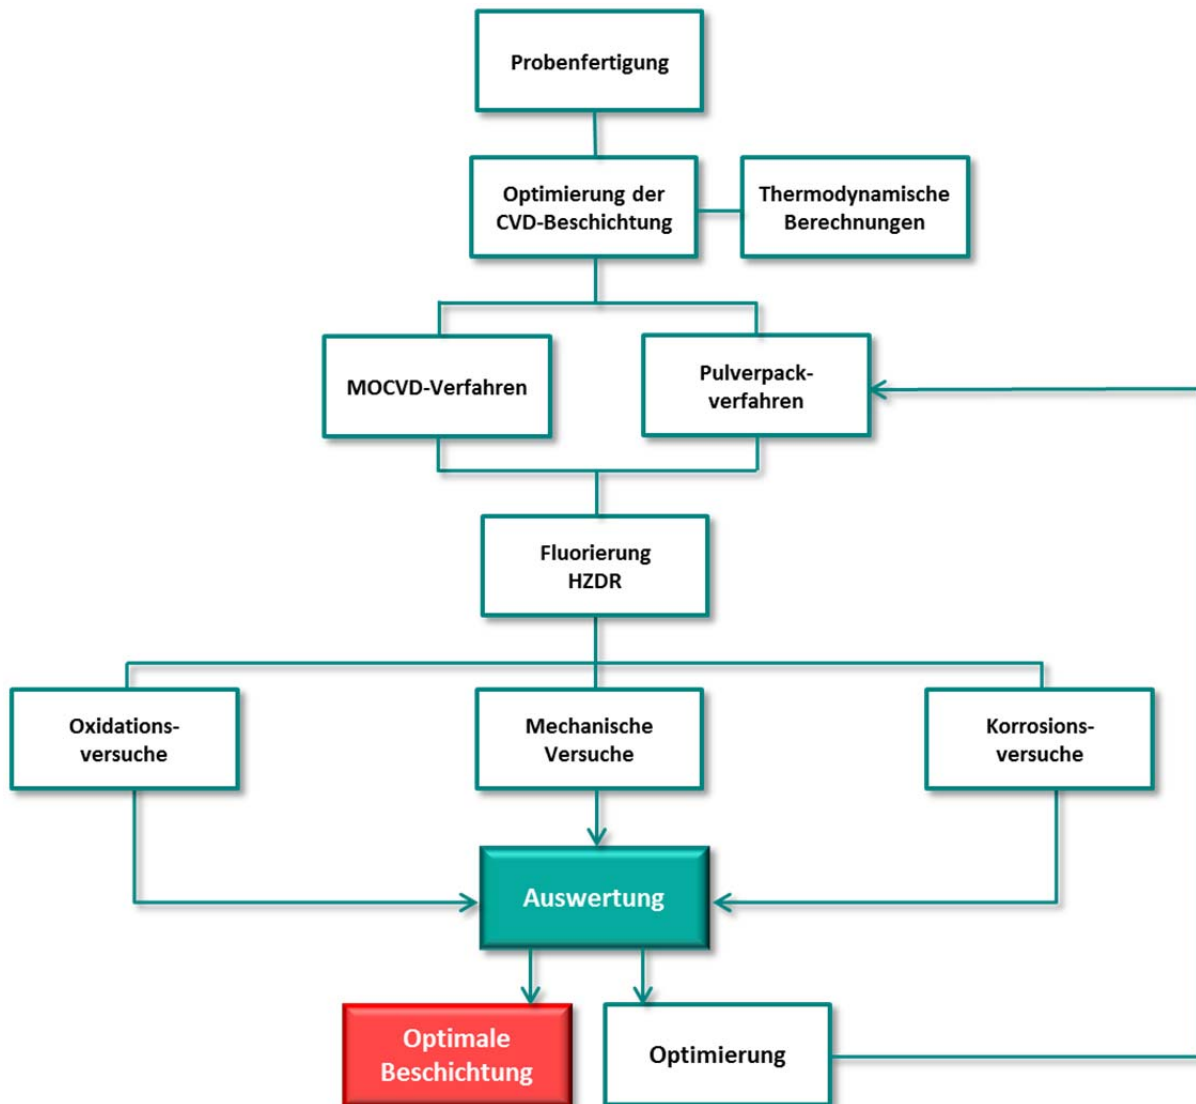 Probenfertigung
Optimierung der
CVD-Beschichtung
Thermodynamische
Berechnungen
MOCVD-Verfahren
Pulverpack-
verfahren
Fluorierung
HZDR
Oxidations-
versuche
Mechanische
Versuche
Korrosions-
versuche
Auswertung
Optimale
Beschichtung
Optimierung